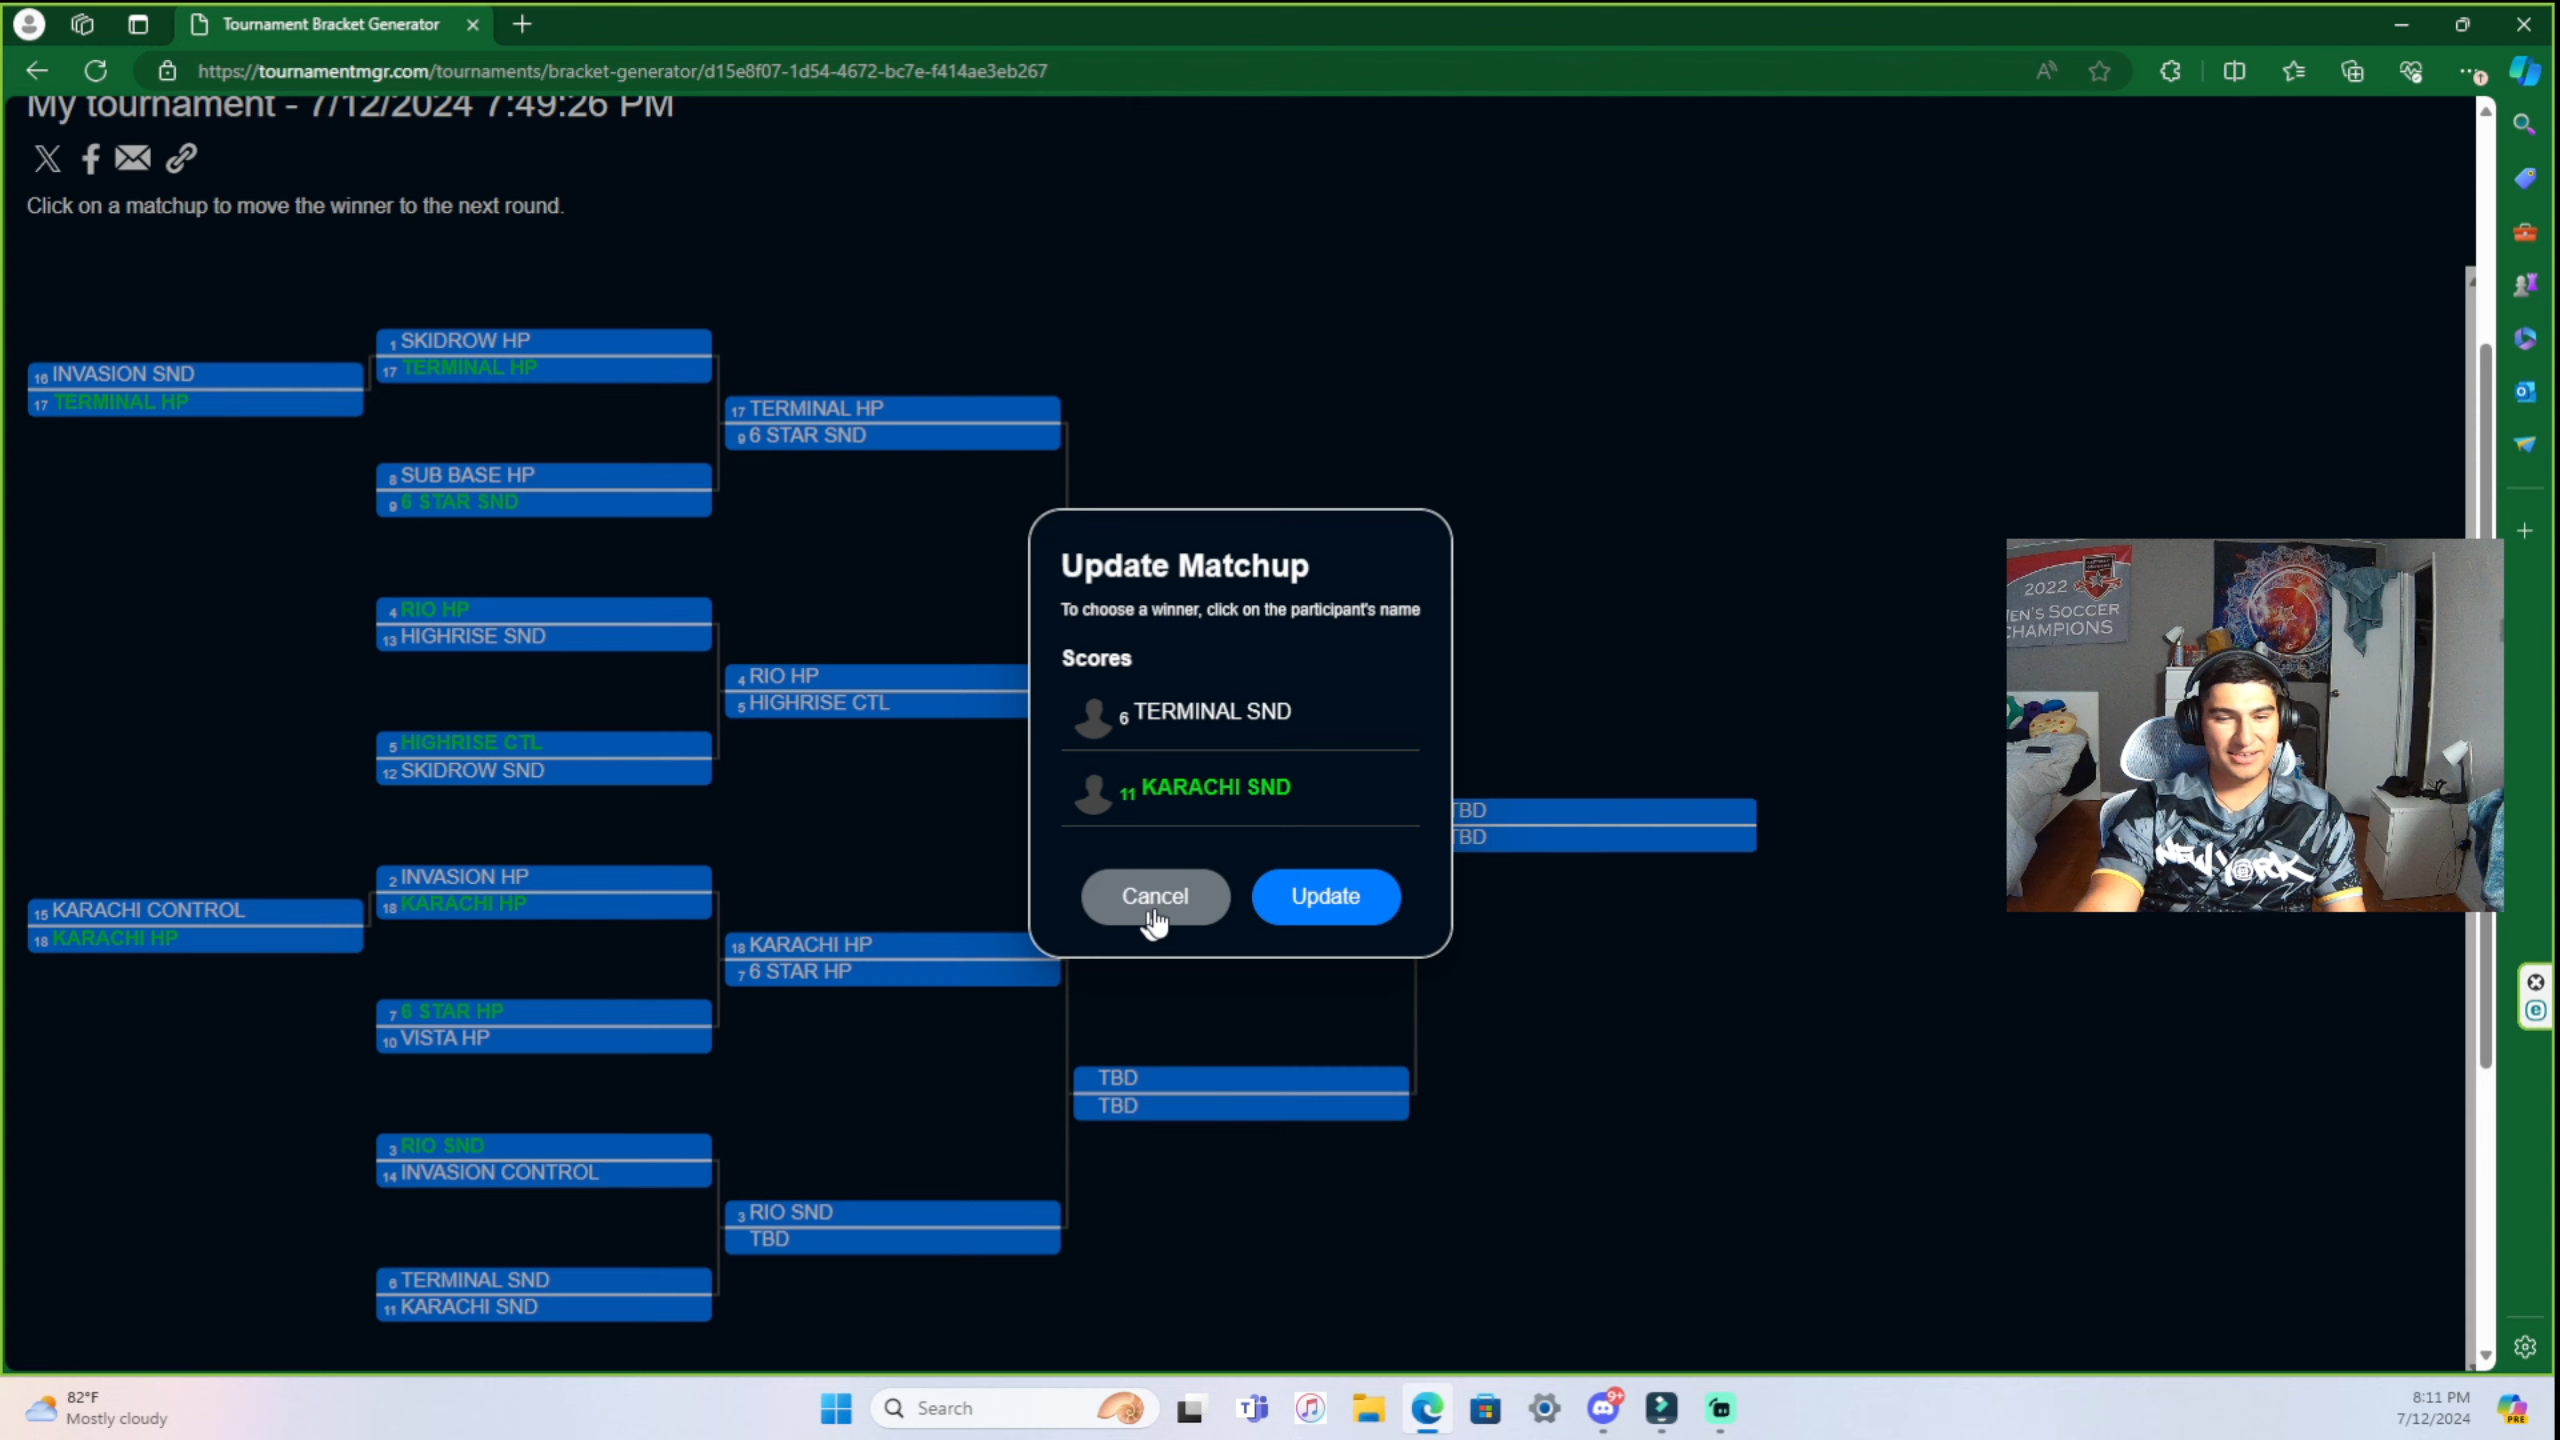 Tournament Bracket Generator
https://tournamentmgr.com/tournaments/bracket-generator/d15e8f07-1d54-4672-bc7e-f414ae3eb267
My tournament - 7/12/2024 7:49:26 PM
Click on a matchup to move the winner to the next round.
16 INVASION SND
17 TERMINAL HP
15 KARACHI CONTROL
18 KARACHI HP
1 SKIDROW HP
17 TERMINAL HP
8 SUB BASE HP
9 6 STAR SND
4 RIO HP
13 HIGHRISE SND
5 HIGHRISE CTL
12 SKIDROW SND
2 INVASION HP
18 KARACHI HP
7 6 STAR HP
10 VISTA HP
3 RIO SND
14 INVASION CONTROL
6 TERMINAL SND
11 KARACHI SND
17 TERMINAL HP
9 6 STAR SND
4 RIO HP
5 HIGHRISE CTL
18 KARACHI HP
7 6 STAR HP
3 RIO SND
TBD
Update Matchup
To choose a winner, click on the participant's name
Scores
6 TERMINAL SND
11 KARACHI SND
Cancel
Update
TBD
TBD
TBD
TBD
2022
EN'S SOCCER
CHAMPIONS
NEW YORK
82°F
Mostly cloudy
Search
9+
8:11 PM
7/12/2024
PRE